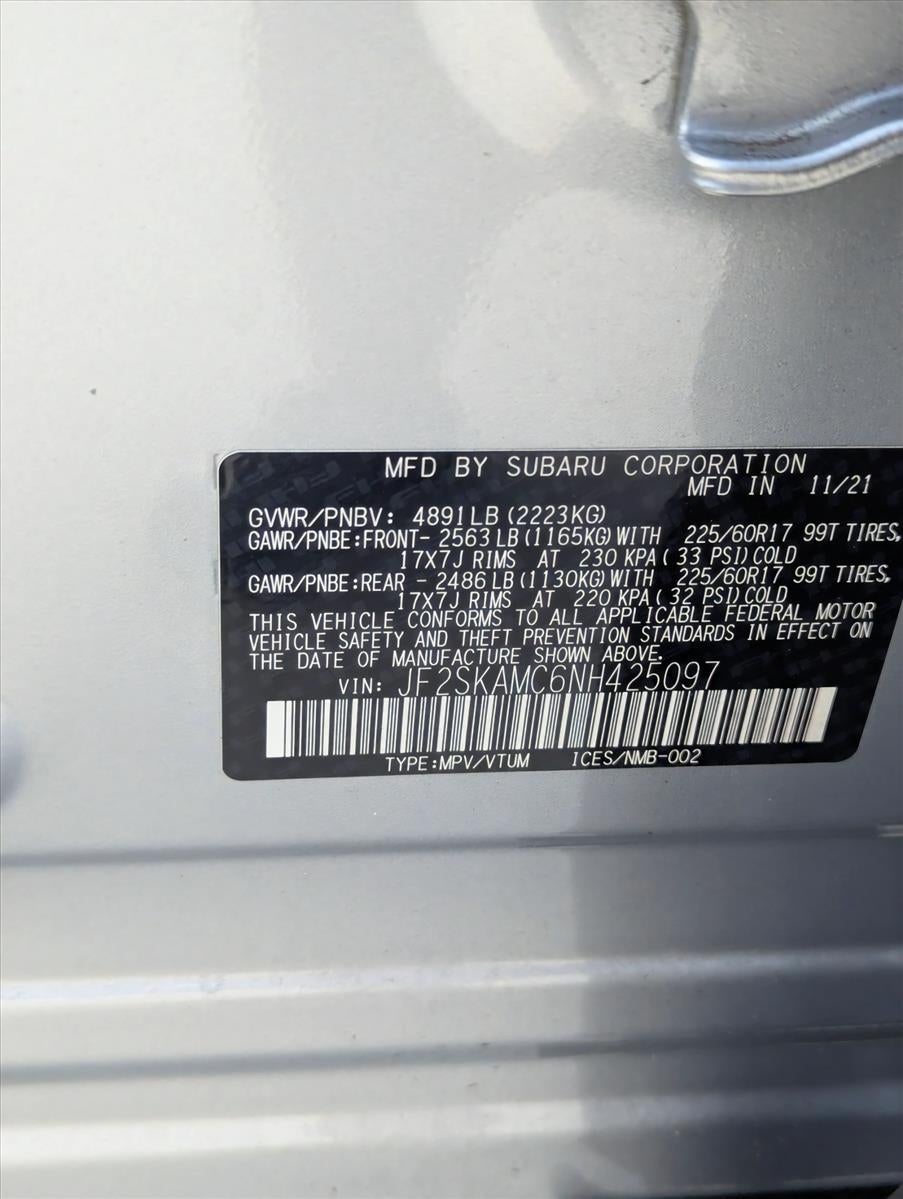 MFD BY SUBARU CORPORATION
MFD IN 11/21
GVWR/PNBV: 4891LB (2223KG)
GAWR/PNBE:FRONT- 2563LB (1165KG) WITH 225/60R17 99T TIRES,
17X7J RIMS AT 230 KPA (33 PSI) COLD
GAWR/PNBE:REAR - 2486LB (1130KG) WITH 225/60R17 99T TIRES,
17X7J RIMS AT 220 KPA (32 PSI) COLD
THIS VEHICLE CONFORMS TO ALL APPLICABLE FEDERAL MOTOR
VEHICLE SAFETY AND THEFT PREVENTION STANDARDS IN EFFECT ON
THE DATE OF MANUFACTURE SHOWN ABOVE.
VIN: JF2SKAMC6NH425097
TYPE:MPV/VTUM ICES/NMB-002